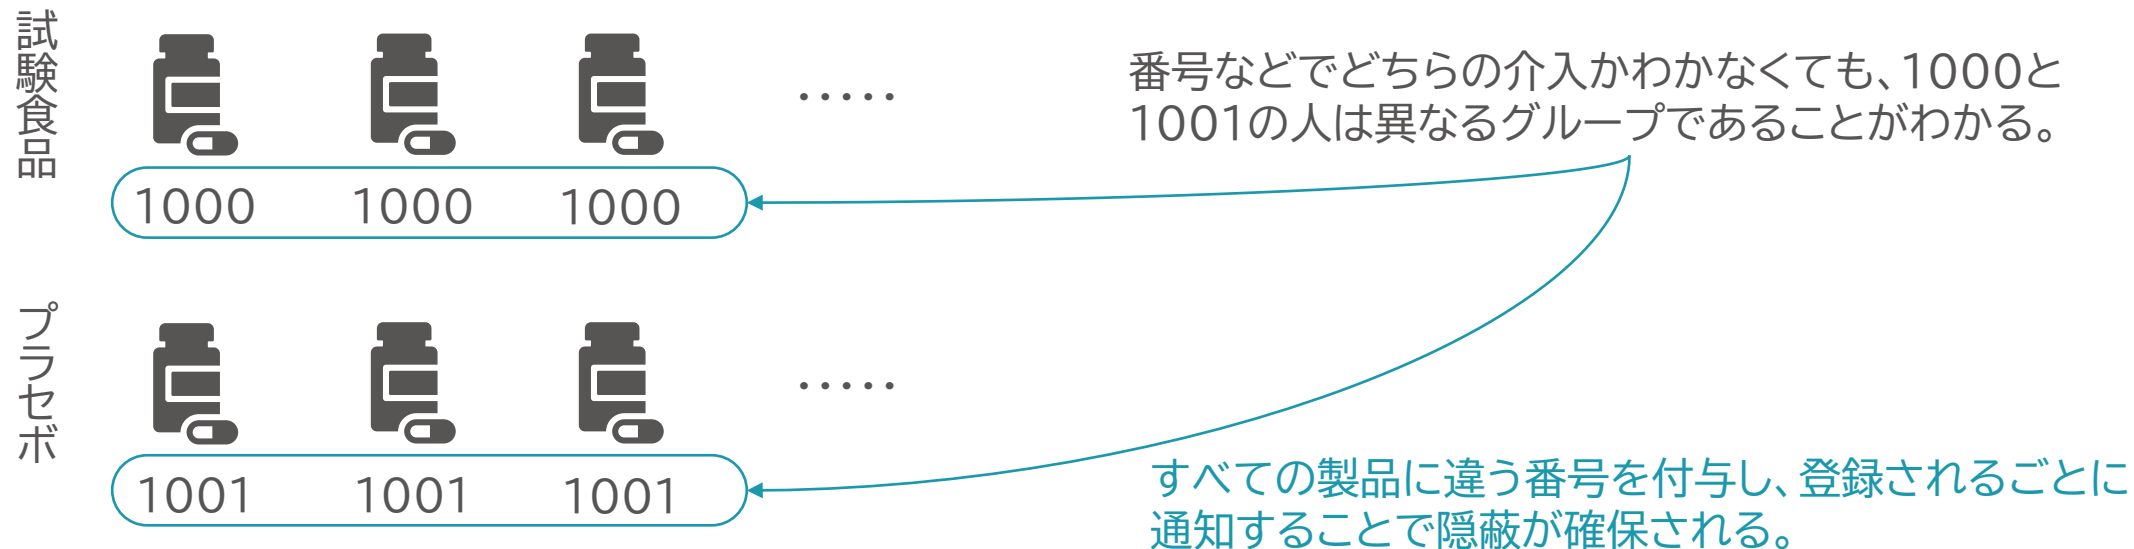 試験食品
1000 1000 1000
.....
番号などでどちらの介入かわかなくても、1000と
1001の人は異なるグループであることがわかる。
プラセボ
1001 1001 1001
.....
すべての製品に違う番号を付与し、登録されるごとに
通知することで隠蔽が確保される。